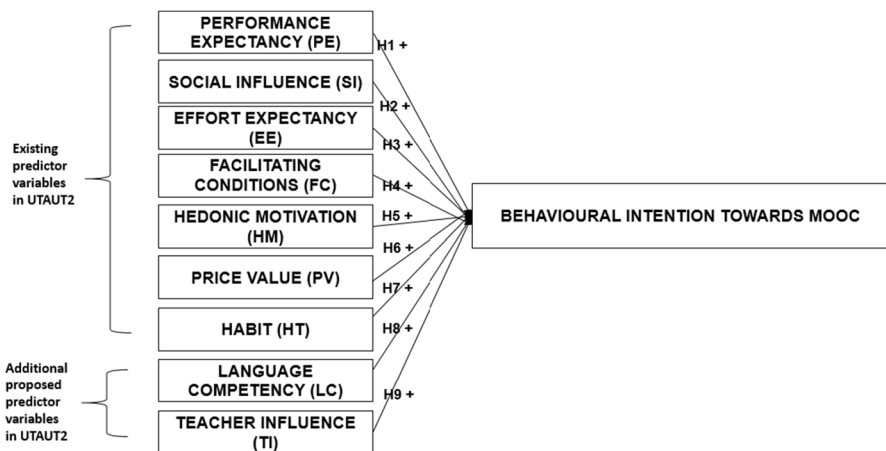 PERFORMANCE
EXPECTANCY (PE)
H1 +
SOCIAL INFLUENCE (SI)
H2 +
EFFORT EXPECTANCY
(EE)
H3 +
Existing
predictor
variables
in UTAUT2
FACILITATING
CONDITIONS (FC)
H4 +
HEDONIC MOTIVATION
(HM)
H5 +
BEHAVIOURAL INTENTION TOWARDS MOOC
H6 +
PRICE VALUE (PV)
H7 +
HABIT (HT)
H8 +
Additional
proposed
predictor
variables
in UTAUT2
LANGUAGE
COMPETENCY (LC)
H9 +
TEACHER INFLUENCE
(TI)